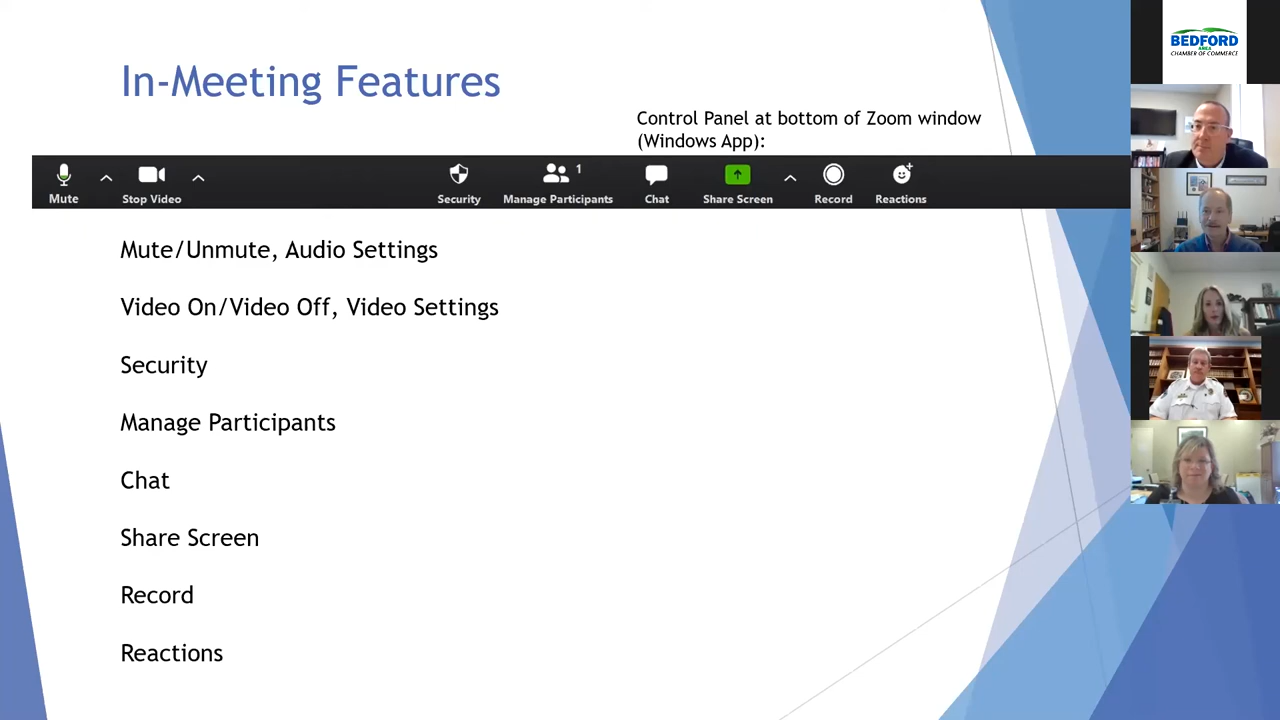 In-Meeting Features
Control Panel at bottom of Zoom window
(Windows App):
Mute
Stop Video
Security
1
Manage Participants
Chat
Share Screen
Record
Reactions
Mute/Unmute, Audio Settings
Video On/Video Off, Video Settings
Security
Manage Participants
Chat
Share Screen
Record
Reactions
BEDFORD
AREA
CHAMBER OF COMMERCE